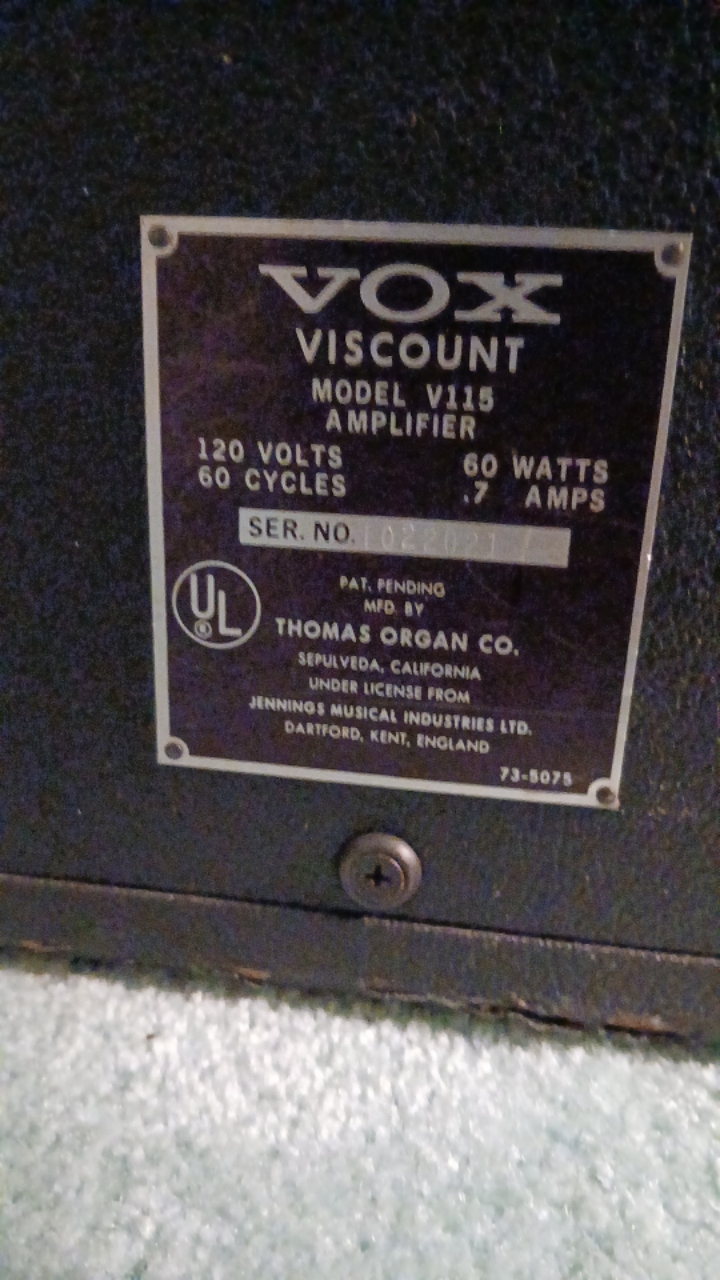 VOX
VISCOUNT
MODEL V115
AMPLIFIER
120 VOLTS 60 WATTS
60 CYCLES .7 AMPS
SER. NO.
UL
®
PAT. PENDING
MFD. BY
THOMAS ORGAN CO.
SEPULVEDA, CALIFORNIA
UNDER LICENSE FROM
JENNINGS MUSICAL INDUSTRIES LTD.
DARTFORD, KENT, ENGLAND
73-5075